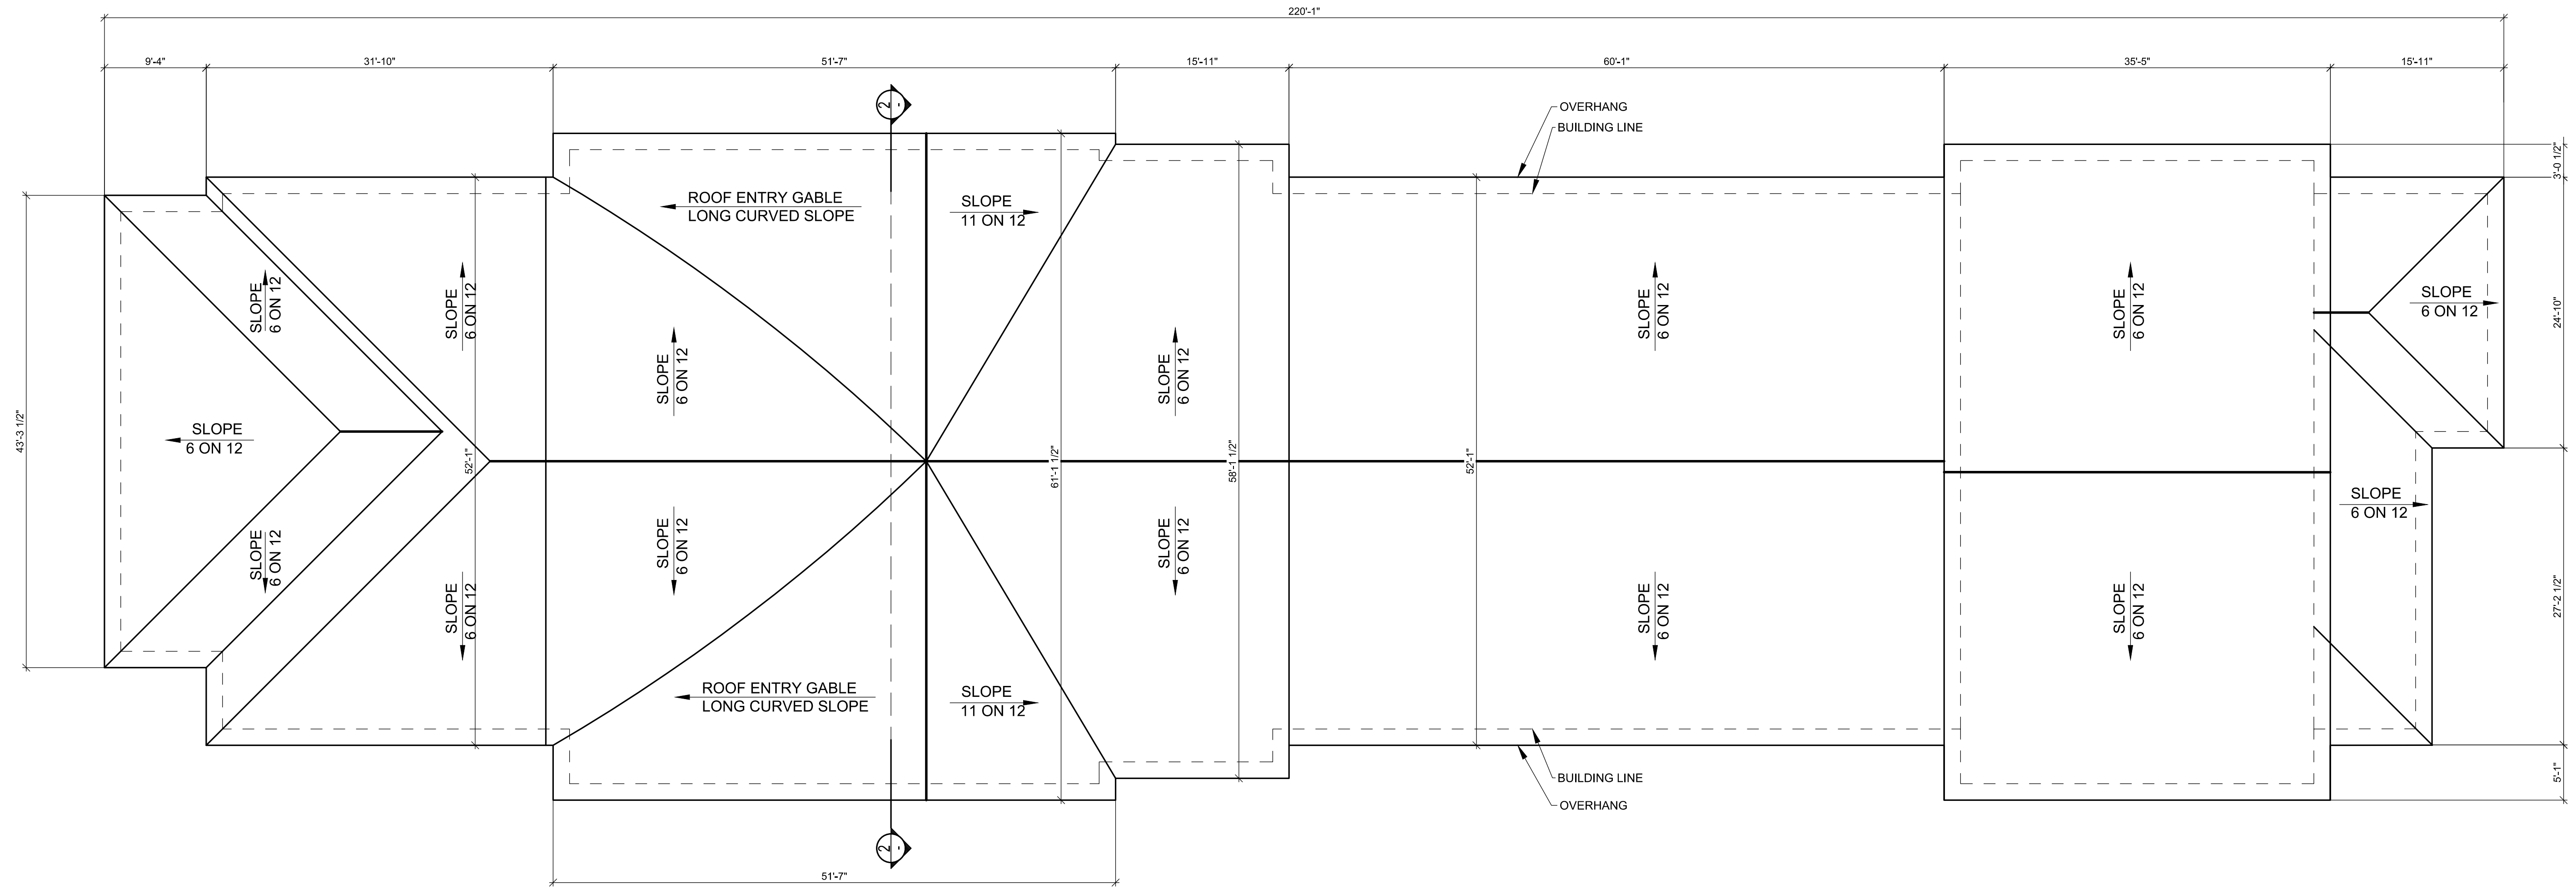 220'-1"
9'-4"
31'-10"
51'-7"
15'-11"
60'-1"
35'-5"
15'-11"
2
-
OVERHANG
BUILDING LINE
3'-0 1/2"
ROOF ENTRY GABLE
LONG CURVED SLOPE
SLOPE
11 ON 12
SLOPE
6 ON 12
SLOPE
6 ON 12
SLOPE
6 ON 12
SLOPE
6 ON 12
SLOPE
6 ON 12
SLOPE
6 ON 12
SLOPE
6 ON 12
24'-10"
43'-3 1/2"
SLOPE
6 ON 12
52'-1"
61'-1 1/2"
58'-1 1/2"
52'-1"
SLOPE
6 ON 12
SLOPE
6 ON 12
SLOPE
6 ON 12
SLOPE
6 ON 12
SLOPE
6 ON 12
SLOPE
6 ON 12
SLOPE
6 ON 12
27'-2 1/2"
ROOF ENTRY GABLE
LONG CURVED SLOPE
SLOPE
11 ON 12
BUILDING LINE
OVERHANG
5'-1"
2
-
51'-7"